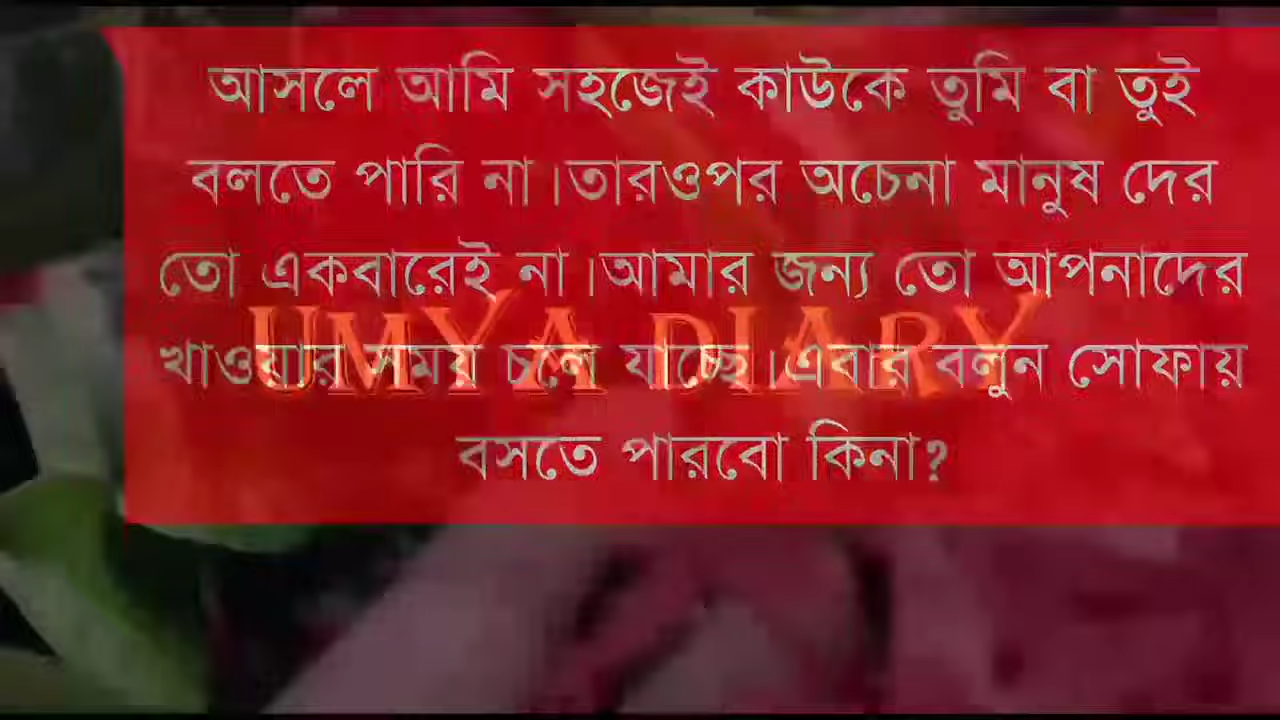 আসলে আমি সহজেই কাউকে তুমি বা তুই
বলতে পারি না।তারওপর অচেনা মানুষ দের
তো একবারেই না।আমার জন্য তো আপনাদের
খাওয়ার সময় চলে যাচ্ছে।এবার বলুন সোফায়
বসতে পারবো কিনা?
UMYA DIARY